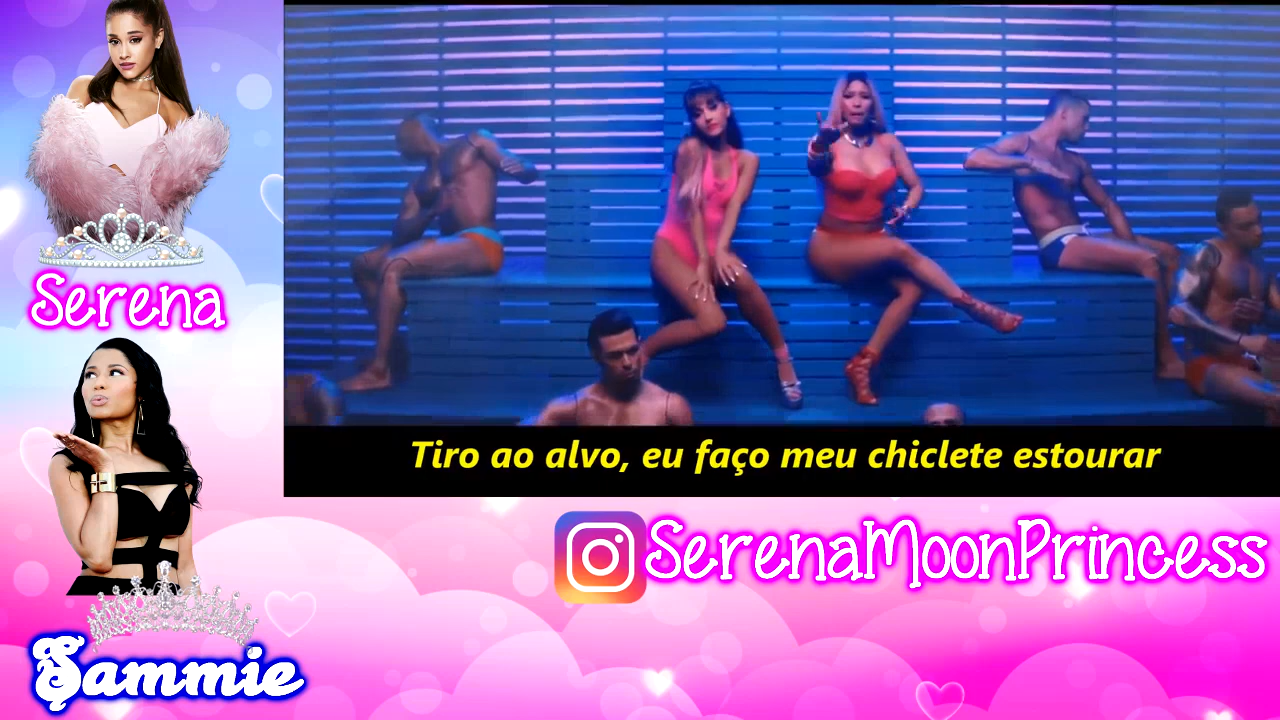 Serena
Tiro ao alvo, eu faço meu chiclete estourar
SerenaMoonPrincess
Sammie